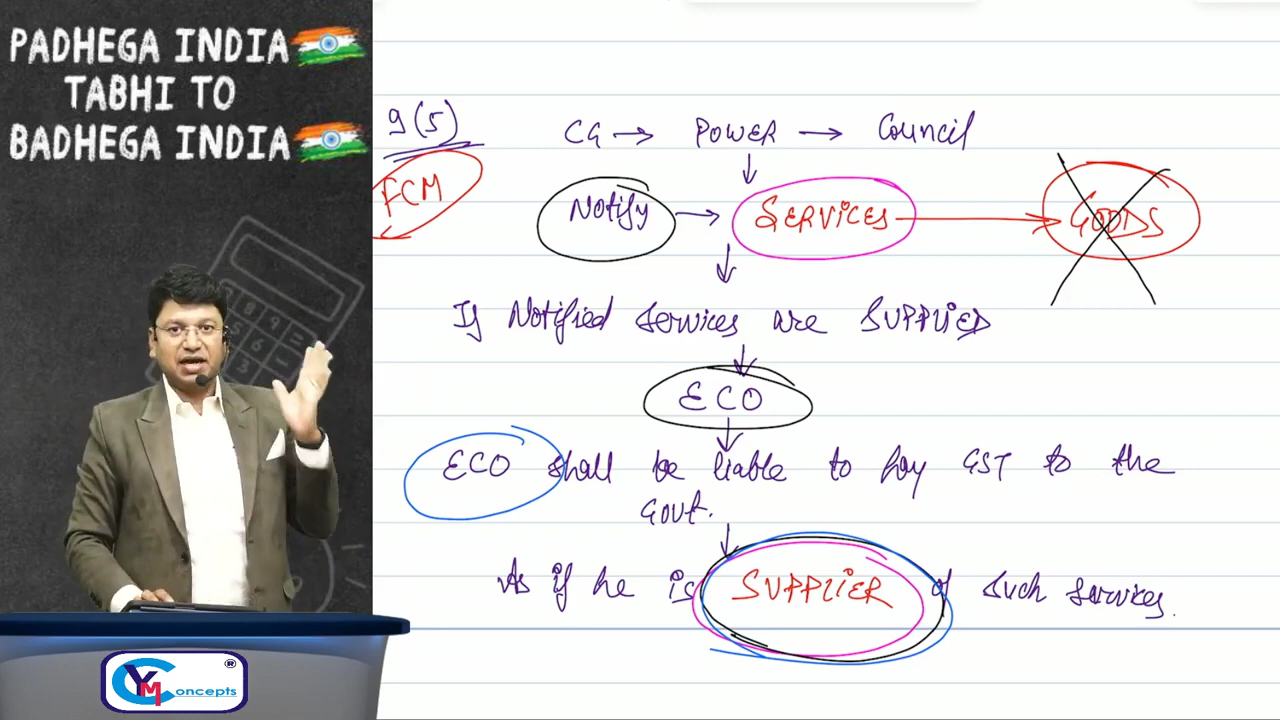 PADHEGA INDIA
TABHI TO
BADHEGA INDIA
9(5)
CG → POWER → Council
FCM
Notify → SERVICES → GOODS
If Notified Services are SUPPLIED
ECO
ECO shall be liable to pay GST to the
Govt.
As if he is SUPPLIER of such services.
YM Concepts ®